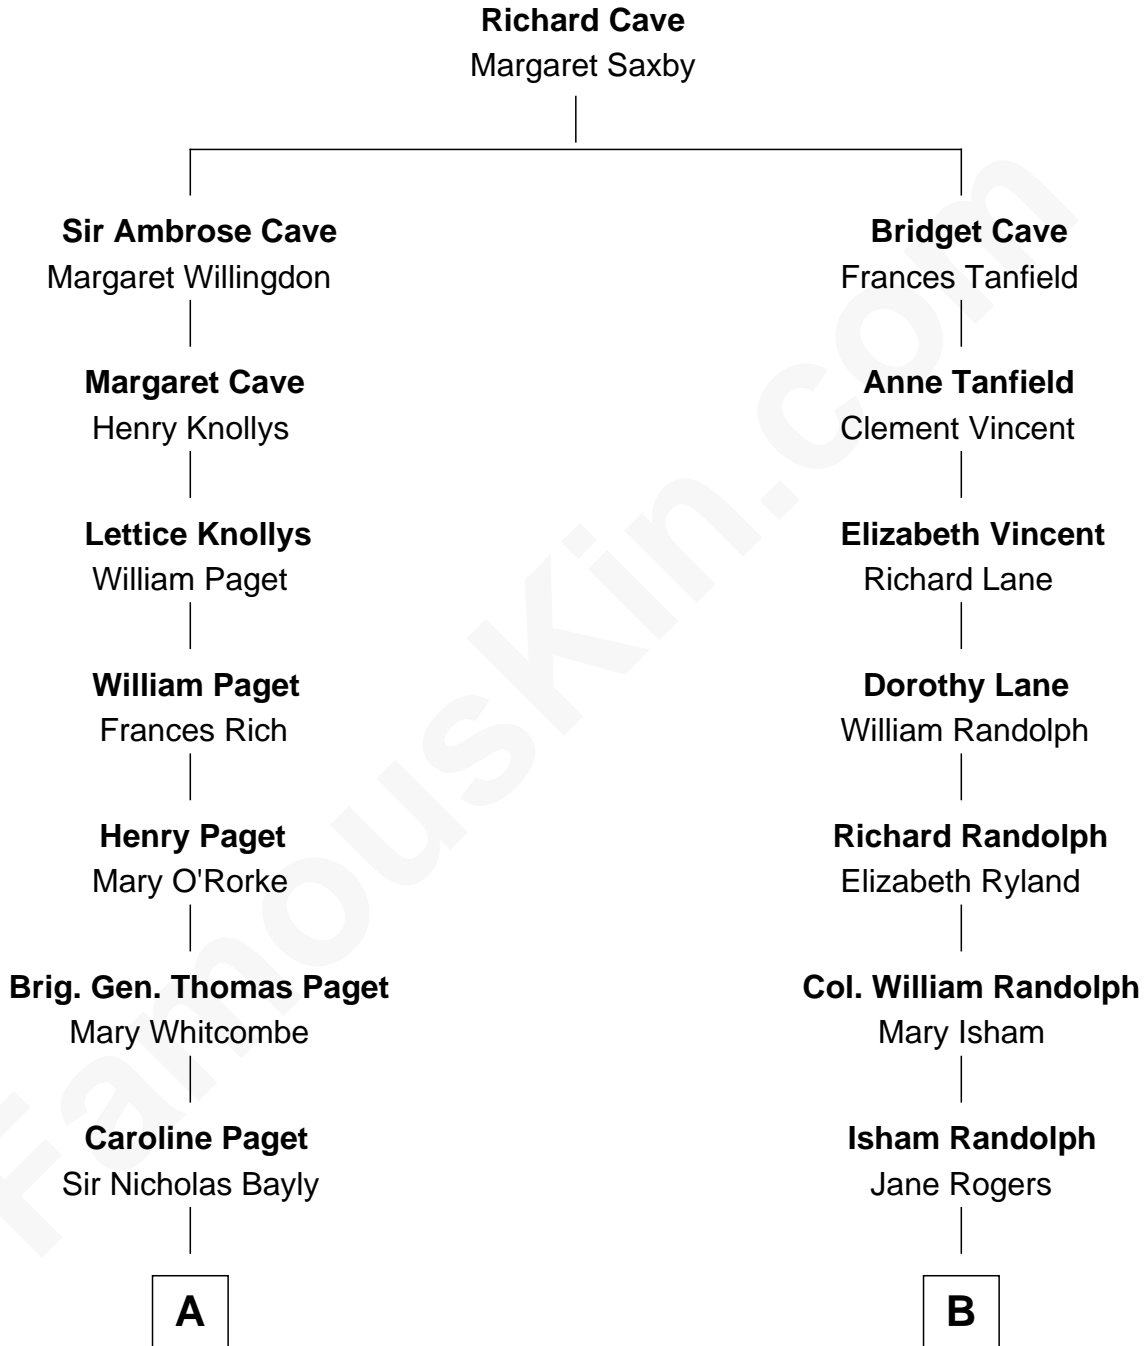 Richard Cave
Margaret Saxby
Sir Ambrose Cave
Margaret Willingdon
Bridget Cave
Frances Tanfield
Margaret Cave
Henry Knollys
Anne Tanfield
Clement Vincent
Lettice Knollys
William Paget
Elizabeth Vincent
Richard Lane
William Paget
Frances Rich
Dorothy Lane
William Randolph
Henry Paget
Mary O'Rorke
Richard Randolph
Elizabeth Ryland
Brig. Gen. Thomas Paget
Mary Whitcombe
Col. William Randolph
Mary Isham
Caroline Paget
Sir Nicholas Bayly
Isham Randolph
Jane Rogers
A
B
FamousKin.com